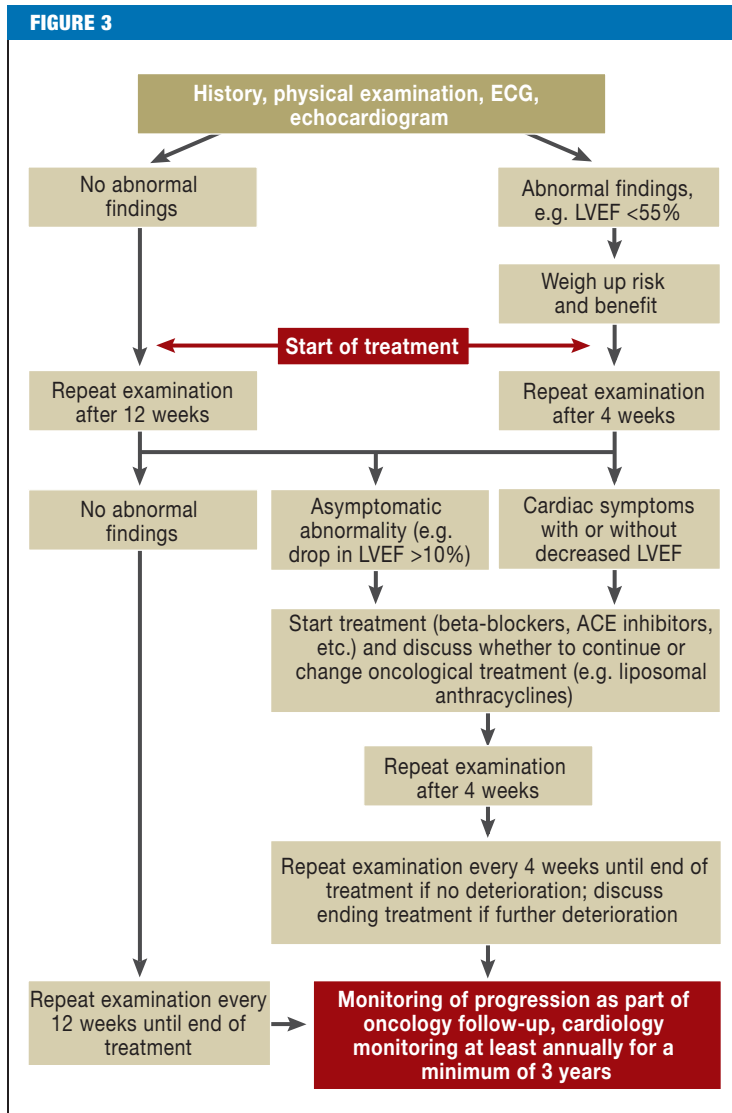 FIGURE 3
History, physical examination, ECG,
echocardiogram
No abnormal
findings
Abnormal findings,
e.g. LVEF <55%
Weigh up risk
and benefit
Start of treatment
Repeat examination
after 12 weeks
Repeat examination
after 4 weeks
No abnormal
findings
Asymptomatic
abnormality (e.g.
drop in LVEF >10%)
Cardiac symptoms
with or without
decreased LVEF
Start treatment (beta-blockers, ACE inhibitors,
etc.) and discuss whether to continue or
change oncological treatment (e.g. liposomal
anthracyclines)
Repeat examination
after 4 weeks
Repeat examination every 4 weeks until end of
treatment if no deterioration; discuss
ending treatment if further deterioration
Repeat examination every
12 weeks until end of
treatment
Monitoring of progression as part of
oncology follow-up, cardiology
monitoring at least annually for a
minimum of 3 years